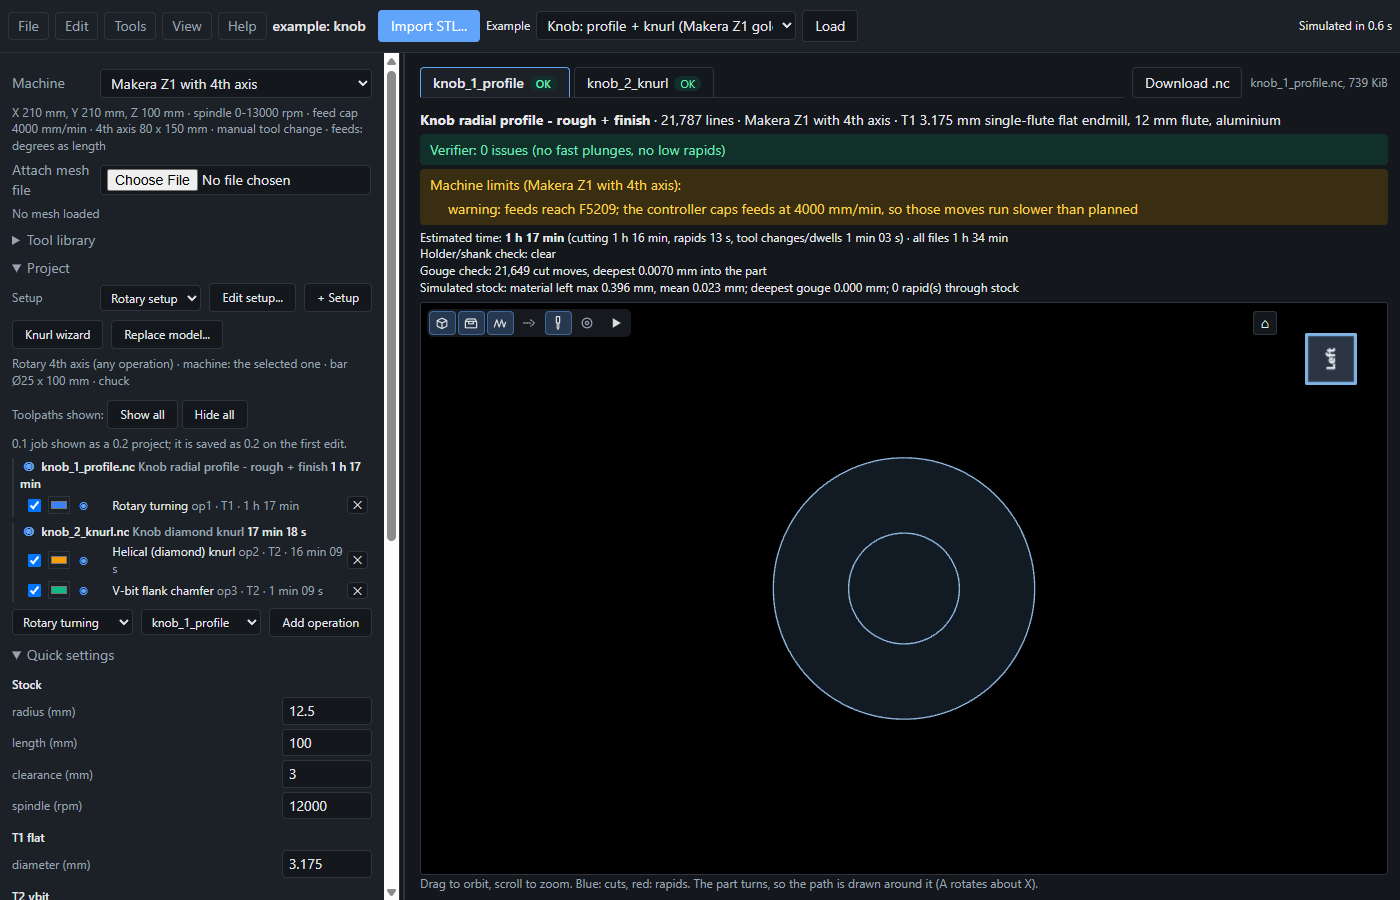 File Edit Tools View Help example: knob Import STL... Example Knob: profile + knurl (Makera Z1 gol Load Simulated in 0.6 s
Machine Makera Z1 with 4th axis
X 210 mm, Y 210 mm, Z 100 mm · spindle 0-13000 rpm · feed cap
4000 mm/min · 4th axis 80 x 150 mm · manual tool change · feeds:
degrees as length
Attach mesh
file
Choose File No file chosen
No mesh loaded
Tool library
Project
Setup Rotary setup Edit setup... + Setup
Knurl wizard Replace model...
Rotary 4th axis (any operation) · machine: the selected one · bar
Ø25 x 100 mm · chuck
Toolpaths shown: Show all Hide all
0.1 job shown as a 0.2 project; it is saved as 0.2 on the first edit.
knob_1_profile.nc Knob radial profile - rough + finish 1 h 17
min
Rotary turning op1 · T1 · 1 h 17 min
knob_2_knurl.nc Knob diamond knurl 17 min 18 s
Helical (diamond) knurl op2 · T2 · 16 min 09
s
V-bit flank chamfer op3 · T2 · 1 min 09 s
Rotary turning knob_1_profile Add operation
Quick settings
Stock
radius (mm) 12.5
length (mm) 100
clearance (mm) 3
spindle (rpm) 12000
T1 flat
diameter (mm) 3.175
T2 vbit
knob_1_profile OK knob_2_knurl OK Download .nc knob_1_profile.nc, 739 KiB
Knob radial profile - rough + finish · 21,787 lines · Makera Z1 with 4th axis · T1 3.175 mm single-flute flat endmill, 12 mm flute, aluminium
Verifier: 0 issues (no fast plunges, no low rapids)
Machine limits (Makera Z1 with 4th axis):
warning: feeds reach F5209; the controller caps feeds at 4000 mm/min, so those moves run slower than planned
Estimated time: 1 h 17 min (cutting 1 h 16 min, rapids 13 s, tool changes/dwells 1 min 03 s) · all files 1 h 34 min
Holder/shank check: clear
Gouge check: 21,649 cut moves, deepest 0.0070 mm into the part
Simulated stock: material left max 0.396 mm, mean 0.023 mm; deepest gouge 0.000 mm; 0 rapid(s) through stock
Left
Drag to orbit, scroll to zoom. Blue: cuts, red: rapids. The part turns, so the path is drawn around it (A rotates about X).